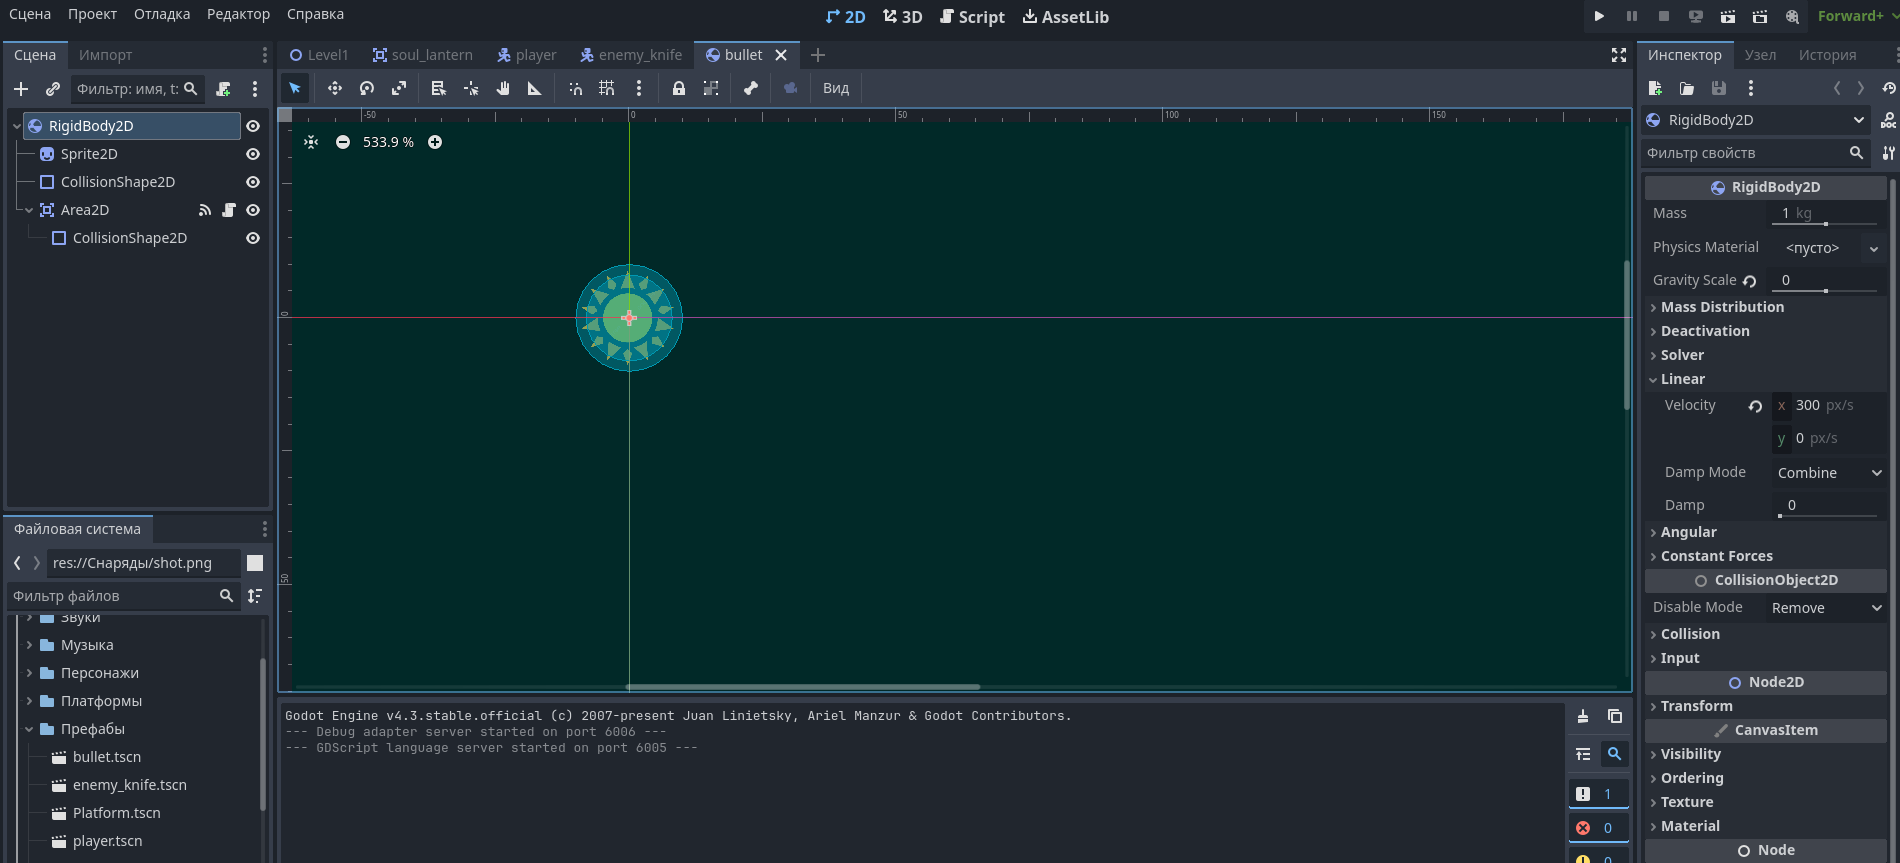 Сцена Проект Отладка Редактор Справка
2D 3D Script AssetLib
Forward+
Сцена Импорт
Фильтр: имя, t:
RigidBody2D
Sprite2D
CollisionShape2D
Area2D
CollisionShape2D
Файловая система
res://Снаряды/shot.png
Фильтр файлов
Звуки
Музыка
Персонажи
Платформы
Префабы
bullet.tscn
enemy_knife.tscn
Platform.tscn
player.tscn
Level1 soul_lantern player enemy_knife bullet
Вид
-50 0 50 100 150
533.9 %
0
50
Godot Engine v4.3.stable.official (c) 2007-present Juan Linietsky, Ariel Manzur & Godot Contributors.
--- Debug adapter server started on port 6006 ---
--- GDScript language server started on port 6005 ---
1
0
0
Инспектор Узел История
RigidBody2D
DOC
Фильтр свойств
RigidBody2D
Mass 1 kg
Physics Material <пусто>
Gravity Scale 0
Mass Distribution
Deactivation
Solver
Linear
Velocity x 300 px/s
y 0 px/s
Damp Mode Combine
Damp 0
Angular
Constant Forces
CollisionObject2D
Disable Mode Remove
Collision
Input
Node2D
Transform
CanvasItem
Visibility
Ordering
Texture
Material
Node